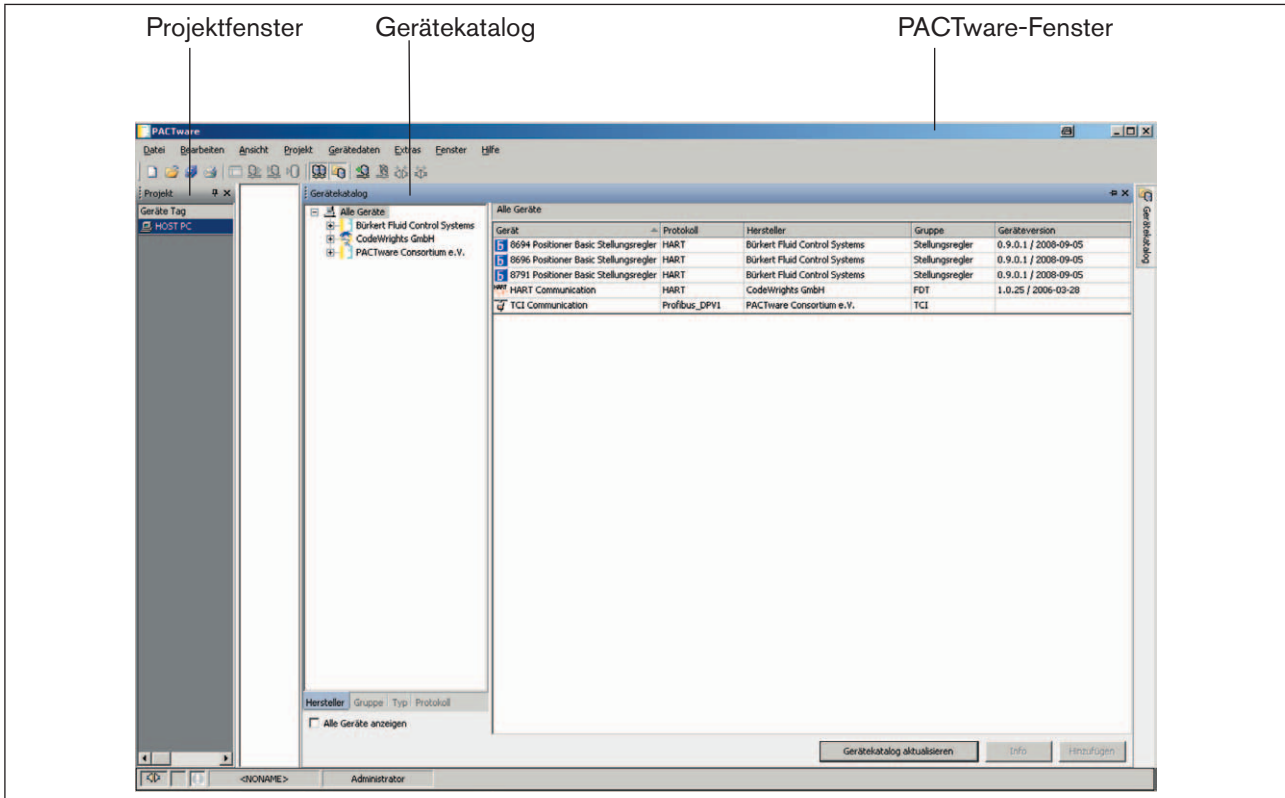 Projektfenster Gerätekatalog PACTware-Fenster
PACTware
Datei Bearbeiten Ansicht Projekt Gerätedaten Extras Fenster Hilfe
Projekt
Geräte Tag
HOST PC
Gerätekatalog
Alle Geräte
Bürkert Fluid Control Systems
CodeWrights GmbH
PACTware Consortium e.V.
Hersteller Gruppe Typ Protokoll
Alle Geräte anzeigen
Alle Geräte
Gerät Protokoll Hersteller Gruppe Geräteversion
8694 Positioner Basic Stellungsregler HART Bürkert Fluid Control Systems Stellungsregler 0.9.0.1 / 2008-09-05
8696 Positioner Basic Stellungsregler HART Bürkert Fluid Control Systems Stellungsregler 0.9.0.1 / 2008-09-05
8791 Positioner Basic Stellungsregler HART Bürkert Fluid Control Systems Stellungsregler 0.9.0.1 / 2008-09-05
HART Communication HART CodeWrights GmbH FDT 1.0.25 / 2006-03-28
TCI Communication Profibus_DPV1 PACTware Consortium e.V. TCI
Gerätekatalog aktualisieren Info Hinzufügen
Gerätekatalog
<NONAME> Administrator